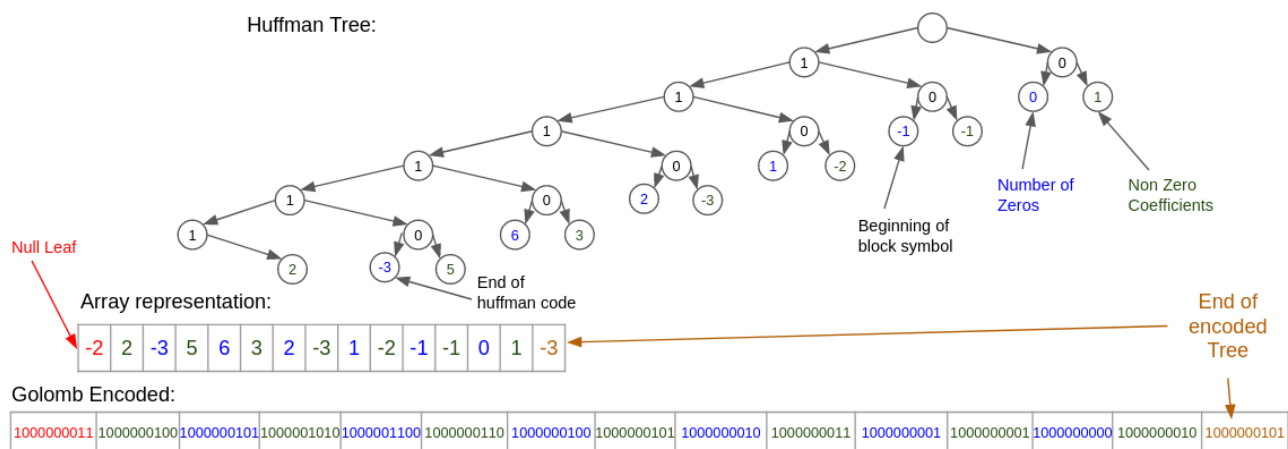 Huffman Tree:
1 0
1 0 0 1
1 0 -1 -1
1 0 1 -2
1 0 2 -3
1 0 6 3
2 -3 5
Number of
Zeros
Non Zero
Coefficients
Beginning of
block symbol
Null Leaf
End of
huffman code
Array representation:
End of
encoded
Tree
-2 2 -3 5 6 3 2 -3 1 -2 -1 -1 0 1 -3
Golomb Encoded:
1000000011 1000000100 1000000101 1000001010 1000001100 1000000110 1000000100 1000000101 1000000010 1000000011 1000000001 1000000001 1000000000 1000000010 1000000101